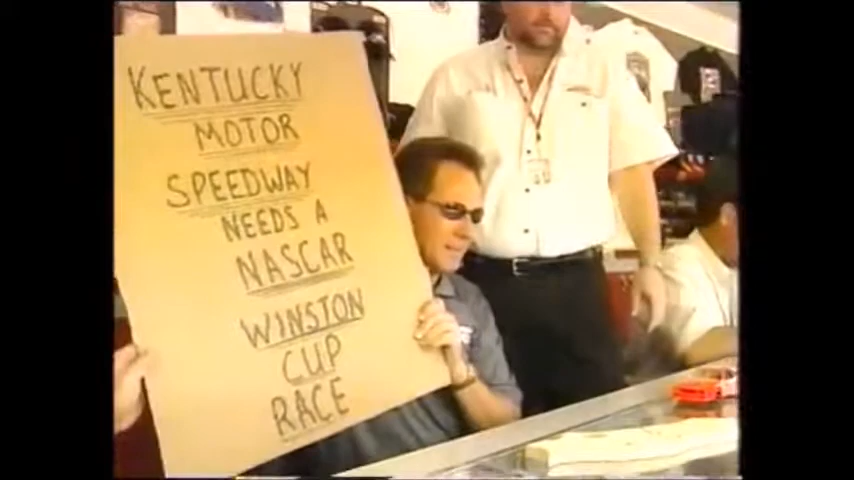 KENTUCKY
MOTOR
SPEEDWAY
NEEDS A
NASCAR
WINSTON
CUP
RACE